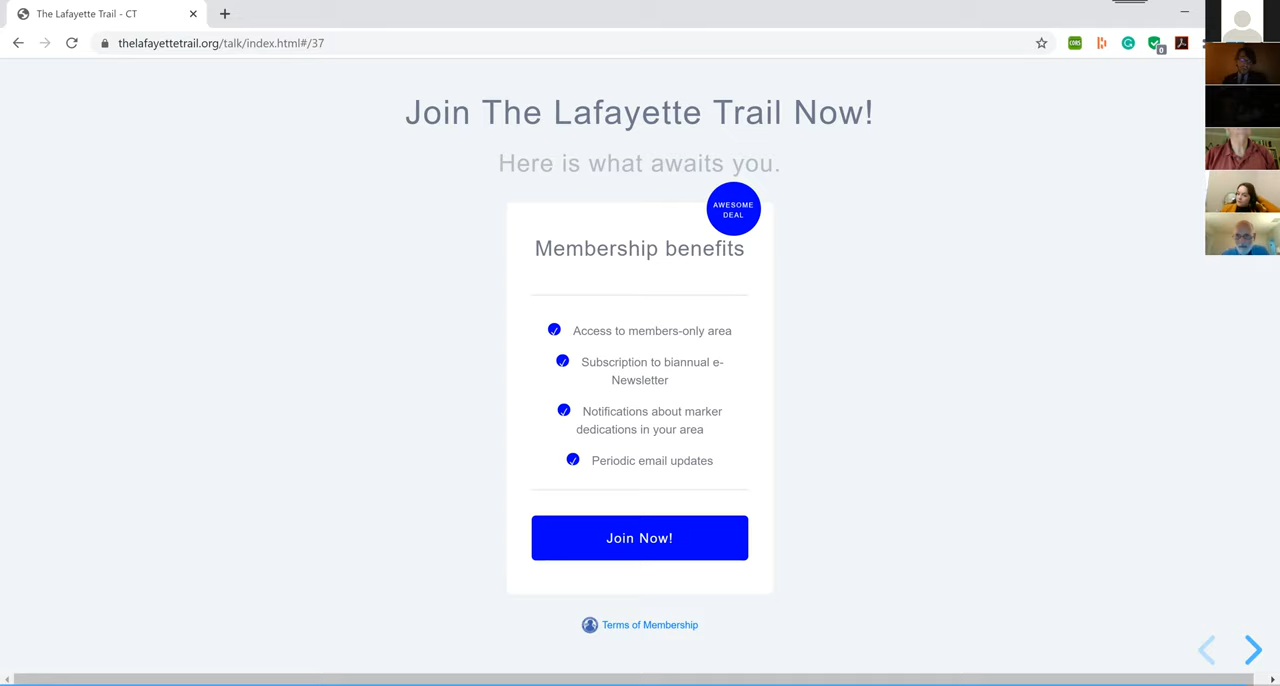 The Lafayette Trail - CT
thelafayettetrail.org/talk/index.html#/37
CORS
0
Join The Lafayette Trail Now!
Here is what awaits you.
AWESOME
DEAL
Membership benefits
Access to members-only area
Subscription to biannual e-
Newsletter
Notifications about marker
dedications in your area
Periodic email updates
Join Now!
Terms of Membership